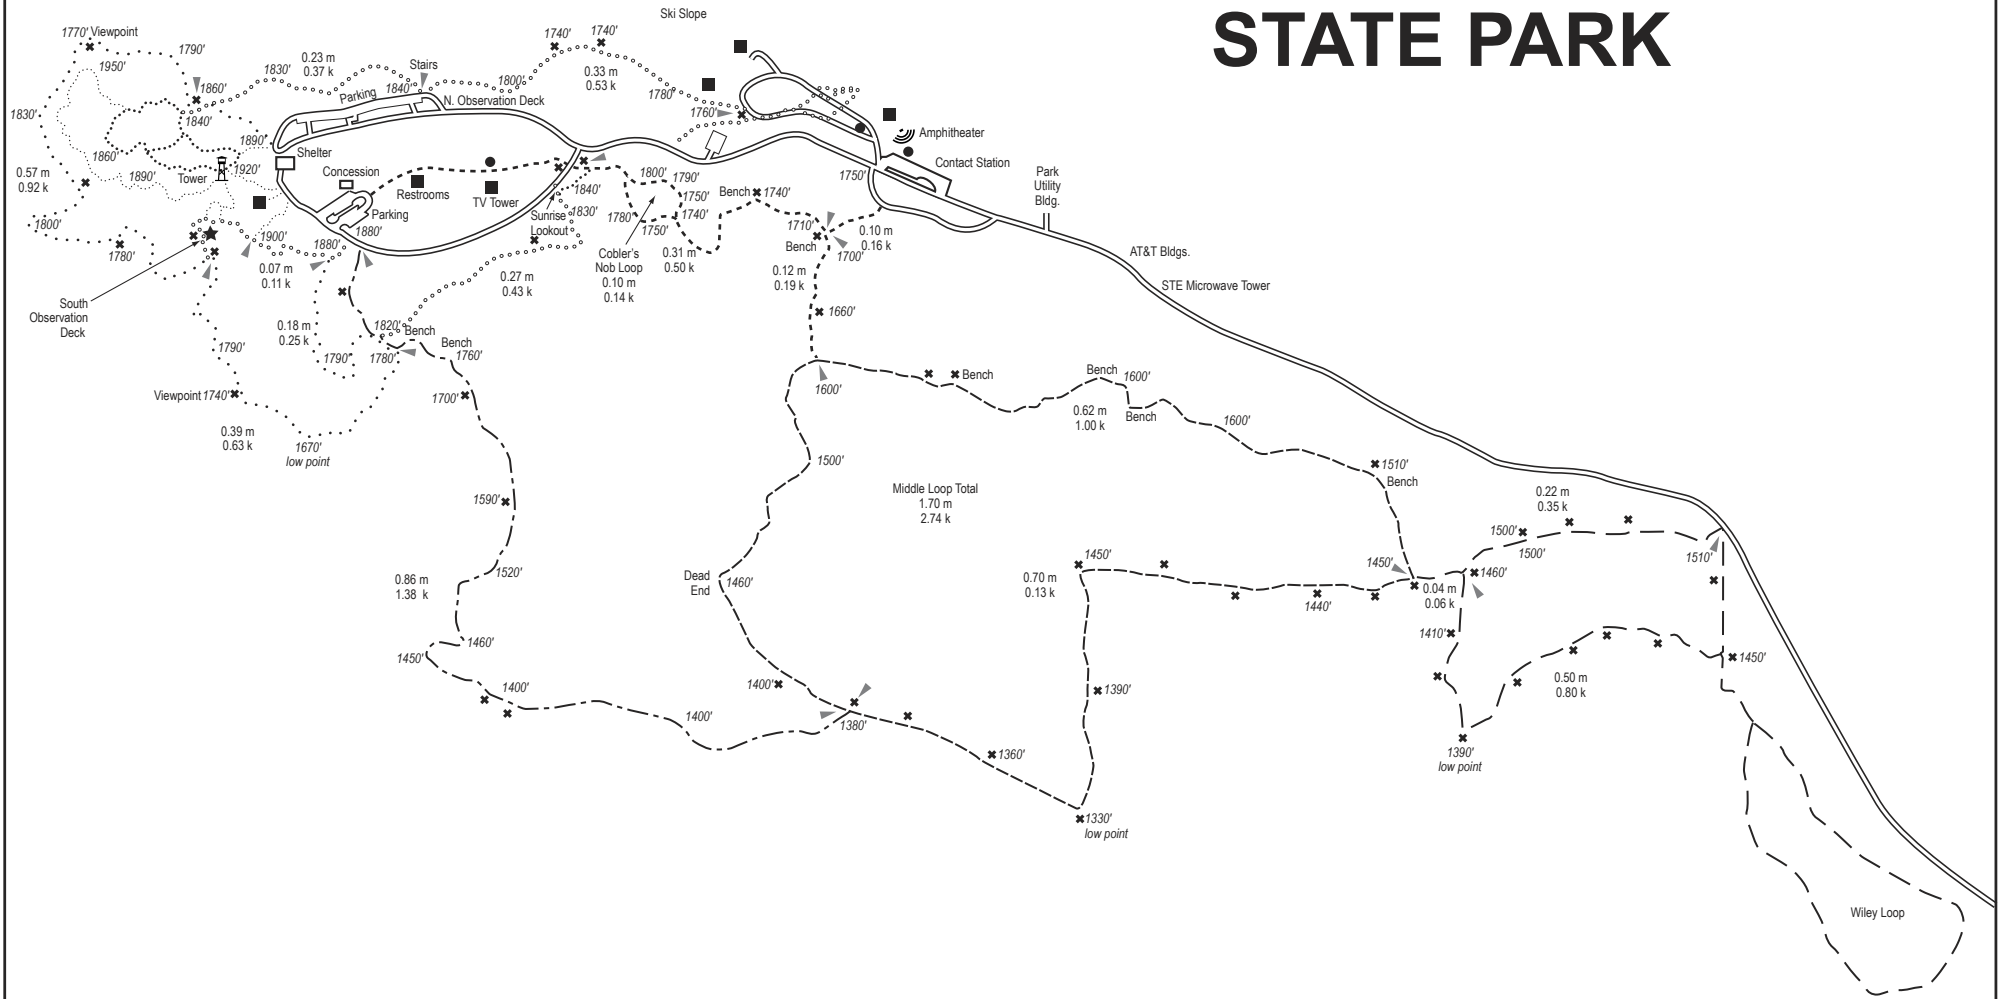 STATE PARK
Ski Slope
1770' Viewpoint
1790'
1950'
1830'
0.23 m
0.37 k
Stairs
1740'
1740'
0.33 m
0.53 k
1860'
1840'
Parking
1840'
N. Observation Deck
1800'
1780'
1760'
1830'
1890'
1860'
1890'
Tower
1920'
Shelter
Concession
Restrooms
TV Tower
Parking
1880'
0.57 m
0.92 k
1800'
1780'
1900'
1880'
0.07 m
0.11 k
South
Observation
Deck
1840'
1830'
Sunrise
Lookout
1800'
1790'
1750'
1740'
1780'
1750'
Cobler's
Nob Loop
0.10 m
0.14 k
0.31 m
0.50 k
0.27 m
0.43 k
Bench
1740'
1710'
Bench
1700'
0.10 m
0.16 k
0.12 m
0.19 k
1750'
Amphitheater
Contact Station
Park
Utility
Bldg.
AT&T Bldgs.
STE Microwave Tower
1790'
0.18 m
0.25 k
1790'
1820'
Bench
1780'
Bench
1760'
1700'
Viewpoint 1740'
0.39 m
0.63 k
1670'
low point
1660'
1600'
Bench
Bench
1600'
0.62 m
1.00 k
Bench
1600'
1500'
1510'
Bench
Middle Loop Total
1.70 m
2.74 k
1590'
1520'
0.86 m
1.38 k
1460'
1450'
1400'
1400'
Dead
End
1460'
1400'
1380'
1360'
1330'
low point
1390'
0.70 m
0.13 k
1450'
1440'
1450'
0.04 m
0.06 k
1460'
1500'
1500'
0.22 m
0.35 k
1510'
1410'
1450'
0.50 m
0.80 k
1390'
low point
Wiley Loop